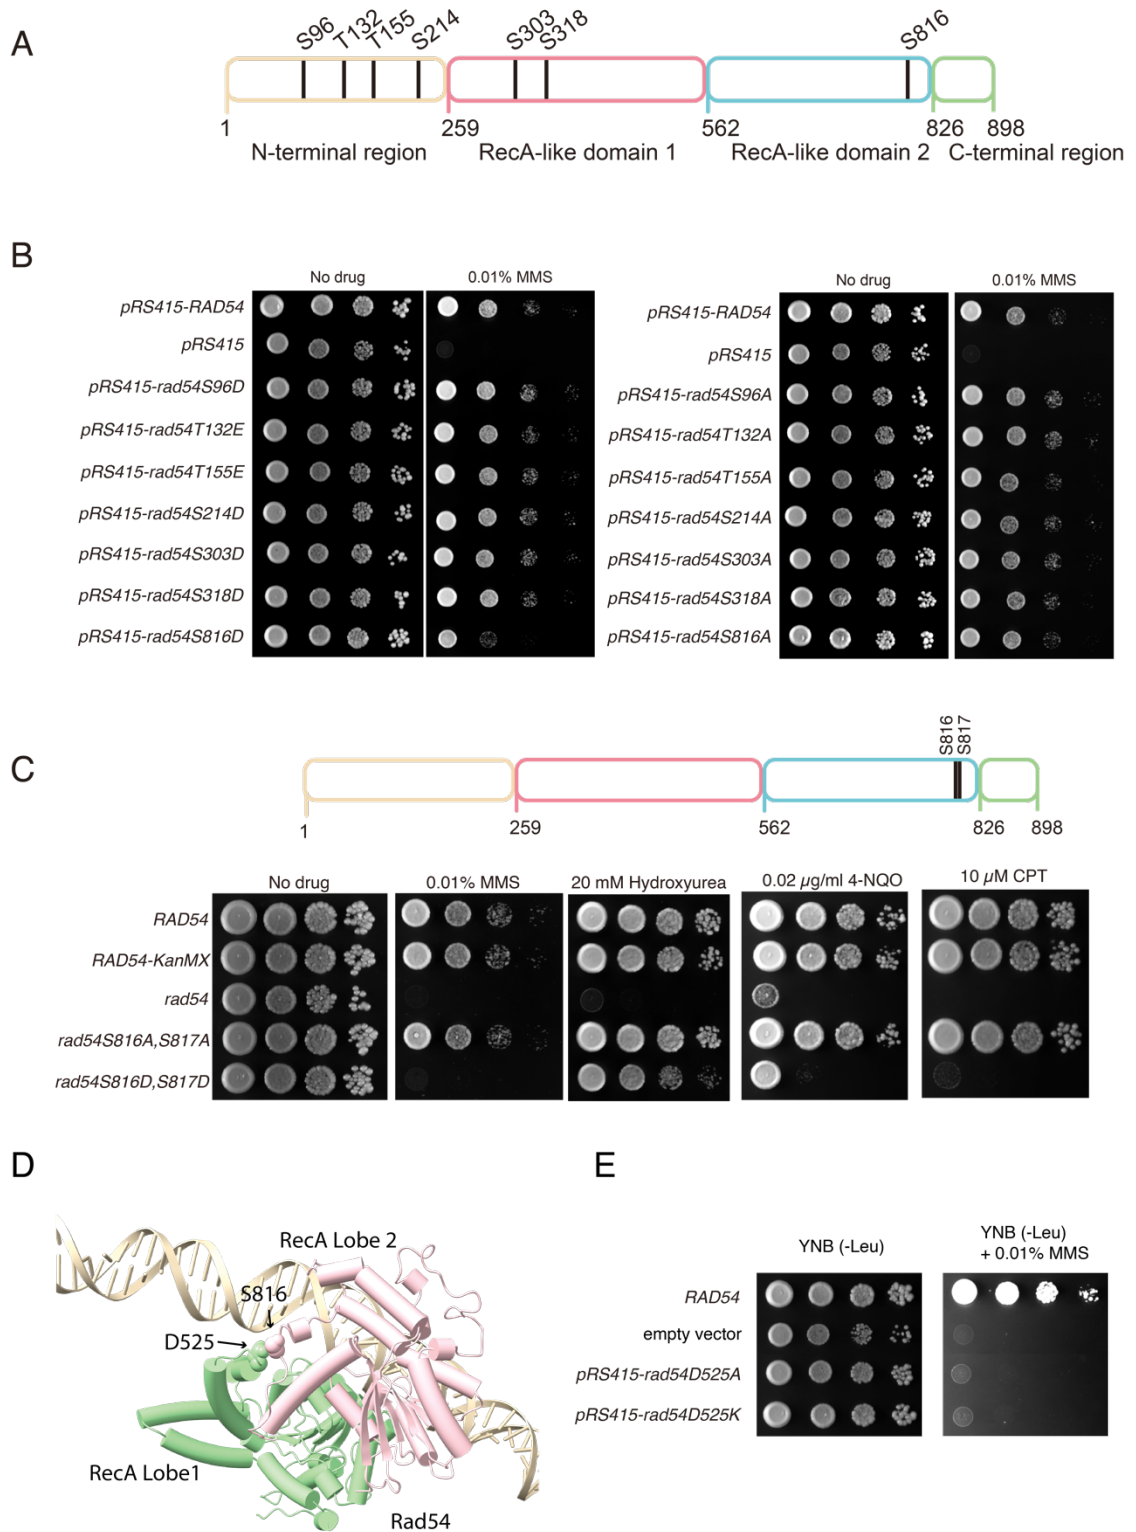 A
S96 T132 T155 S214 S303 S318 S816
1 259 562 826 898
N-terminal region RecA-like domain 1 RecA-like domain 2 C-terminal region
B
No drug 0.01% MMS
pRS415-RAD54
pRS415
pRS415-rad54S96D
pRS415-rad54T132E
pRS415-rad54T155E
pRS415-rad54S214D
pRS415-rad54S303D
pRS415-rad54S318D
pRS415-rad54S816D
No drug 0.01% MMS
pRS415-RAD54
pRS415
pRS415-rad54S96A
pRS415-rad54T132A
pRS415-rad54T155A
pRS415-rad54S214A
pRS415-rad54S303A
pRS415-rad54S318A
pRS415-rad54S816A
C
S816
S817
1 259 562 826 898
No drug 0.01% MMS 20 mM Hydroxyurea 0.02 µg/ml 4-NQO 10 µM CPT
RAD54
RAD54-KanMX
rad54
rad54S816A,S817A
rad54S816D,S817D
D
RecA Lobe 2
S816
D525
RecA Lobe1
Rad54
E
YNB (-Leu)
YNB (-Leu)
+ 0.01% MMS
RAD54
empty vector
pRS415-rad54D525A
pRS415-rad54D525K